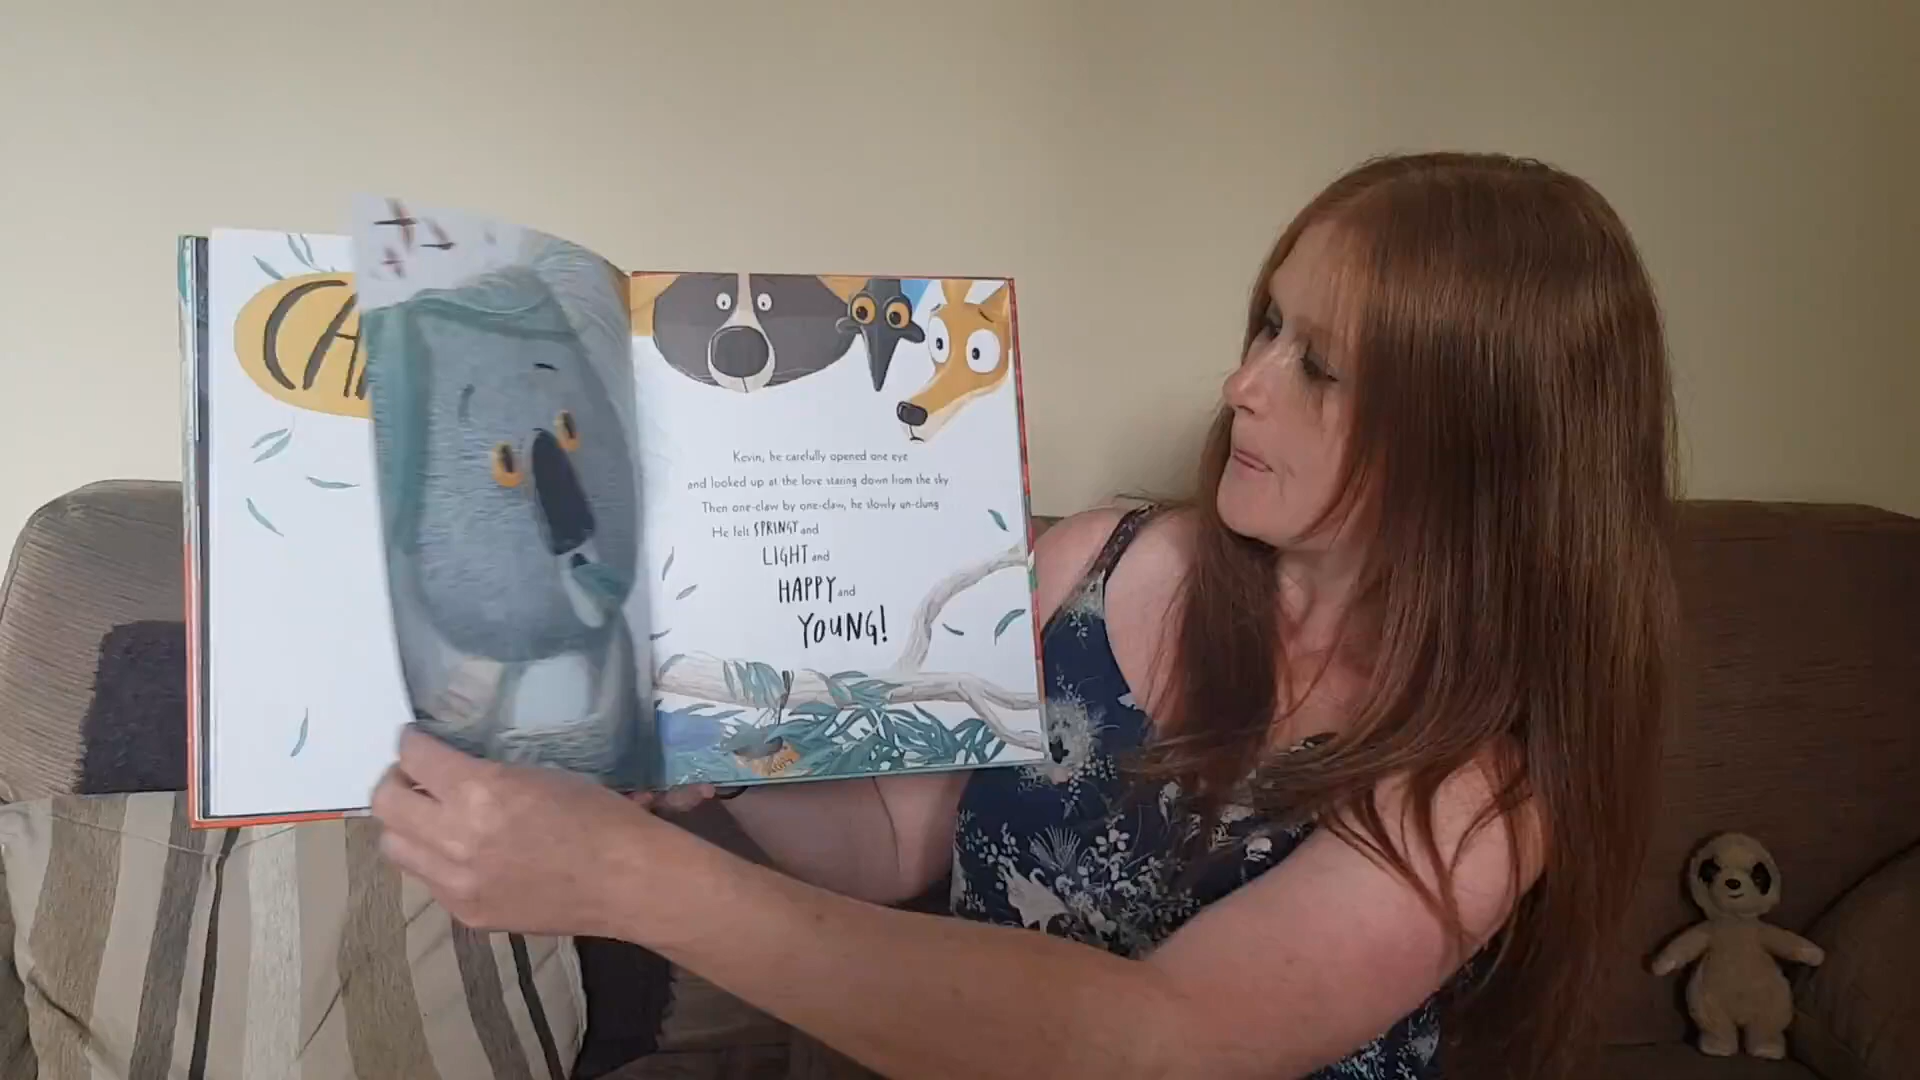 CA
Kevin, he carefully opened one eye
and looked up at the love staring down from the sky
Then one-claw by one-claw, he slowly un-clung
He felt SPRINGY and
LIGHT and
HAPPY and
YOUNG!